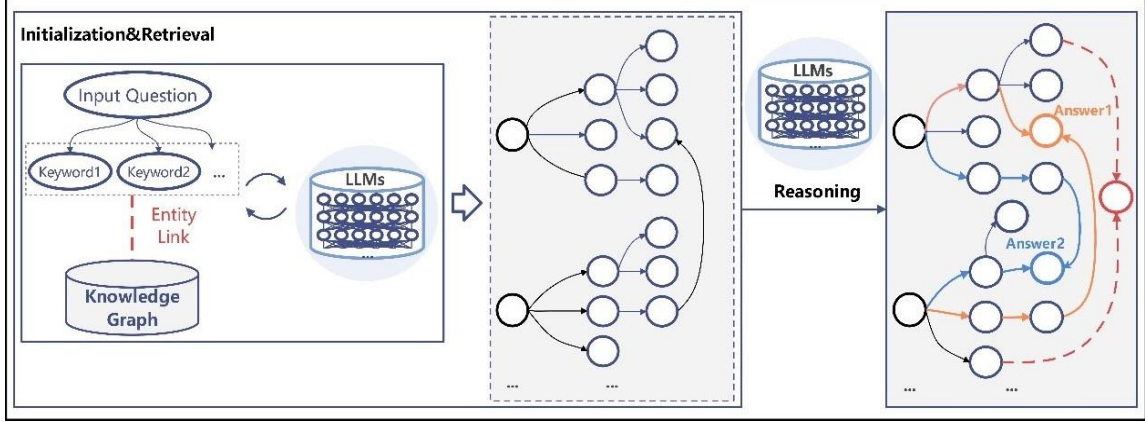 Initialization&Retrieval
Input Question
Keyword1
Keyword2
...
Entity
Link
Knowledge
Graph
LLMs
...
...
...
LLMs
...
Reasoning
Answer1
Answer2
...
...